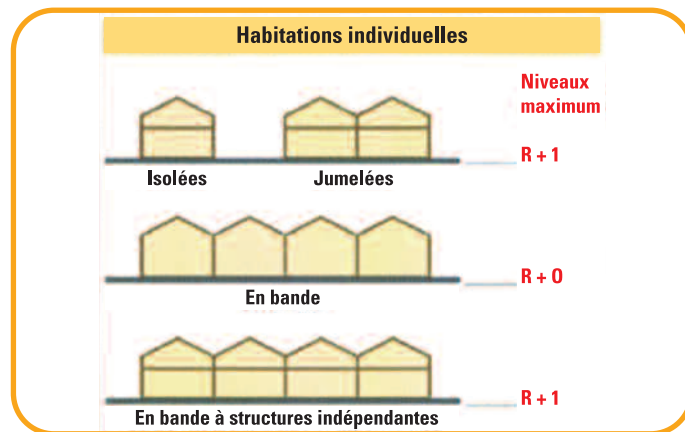 Habitations individuelles
Niveaux
maximum
R + 1
Isolées Jumelées
R + 0
En bande
R + 1
En bande à structures indépendantes